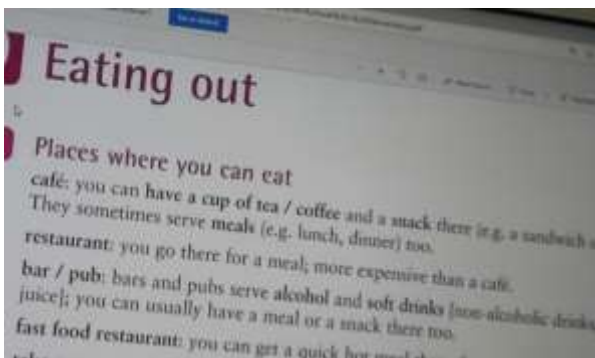 Eating out
Places where you can eat
café: you can have a cup of tea / coffee and a snack there (e.g. a sandwich
They sometimes serve meals (e.g. lunch, dinner) too.
restaurant: you go there for a meal; more expensive than a café.
bar / pub: bars and pubs serve alcohol and soft drinks [non-alcoholic drinks
juice]; you can usually have a meal or a snack there too.
fast food restaurant: you can get a quick hot meal